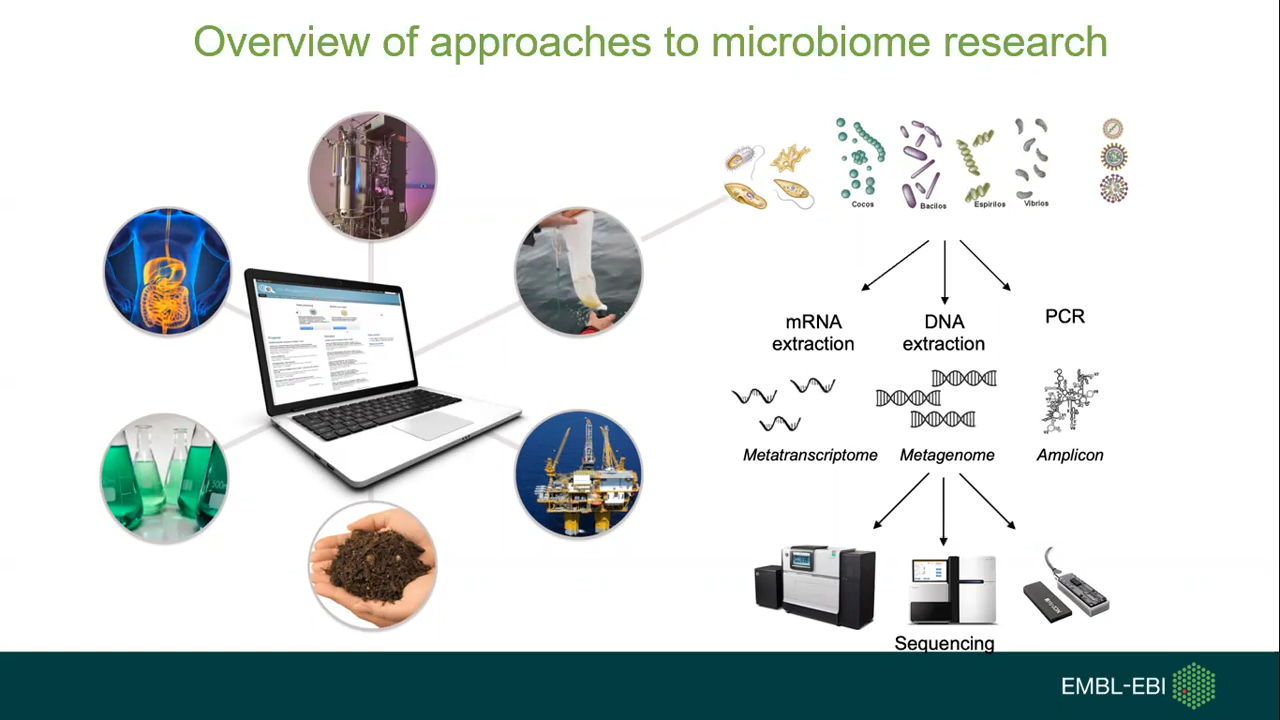 Overview of approaches to microbiome research
Cocos
Bacilos
Espirilos
Vibrios
mRNA
extraction
DNA
extraction
PCR
Metatranscriptome
Metagenome
Amplicon
Sequencing
EMBL-EBI